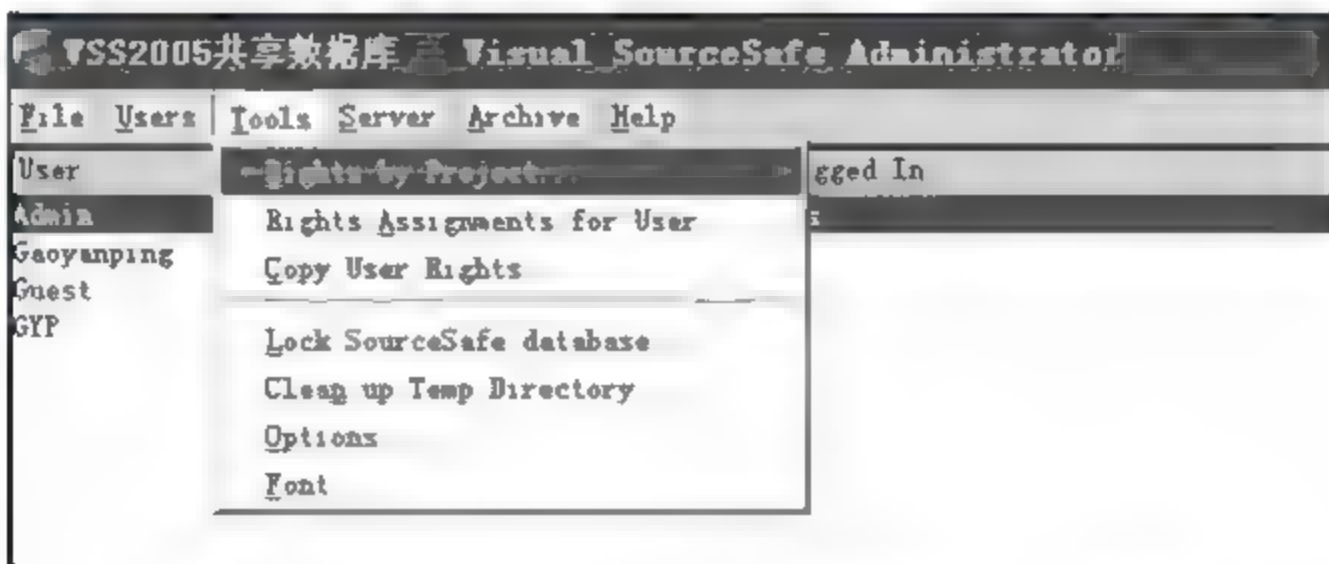 VSS2005共享数据库 - Visual SourceSafe Administrator
File Users Tools Server Archive Help
User
gged In
Rights by Project...
Admin
s
Rights Assignments for User
Gaoyanping
Copy User Rights
Guest
GYP
Lock SourceSafe database
Clean up Temp Directory
Options
Font